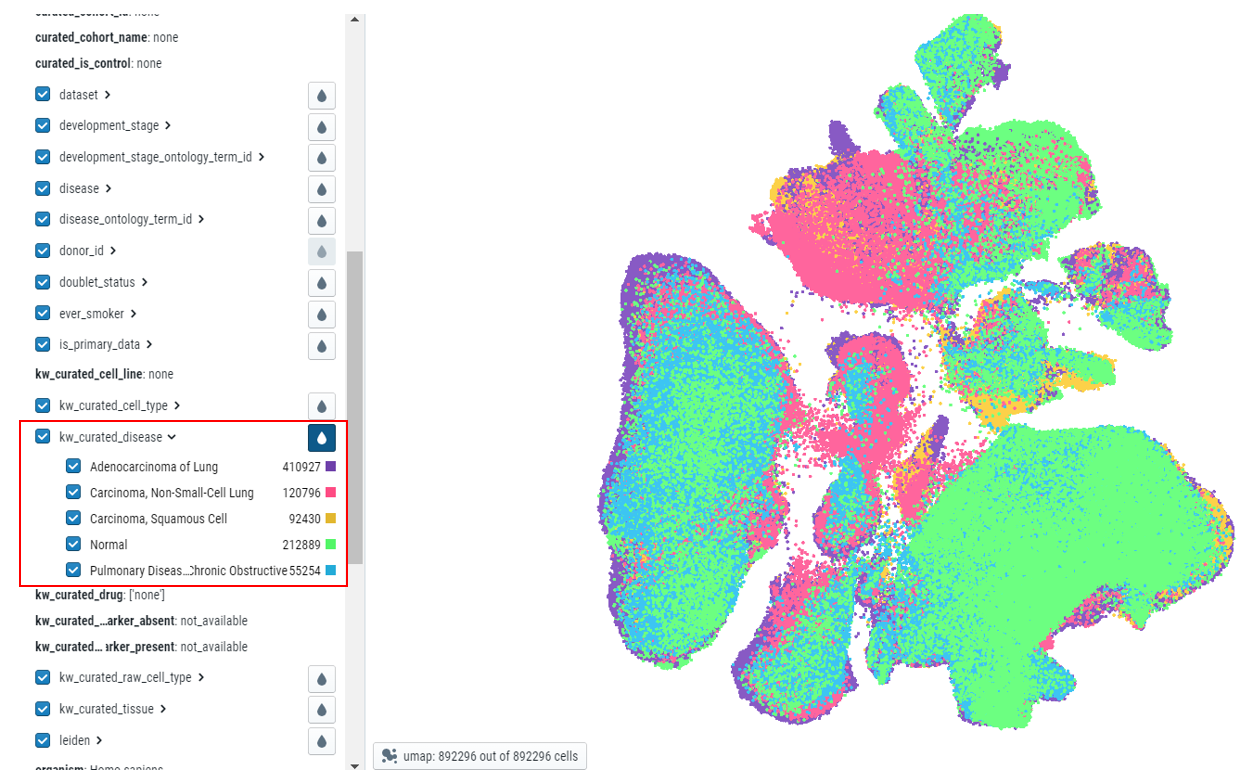 curated_cohort_id: none
curated_cohort_name: none
curated_is_control: none
dataset
development_stage
development_stage_ontology_term_id
disease
disease_ontology_term_id
donor_id
doublet_status
ever_smoker
is_primary_data
kw_curated_cell_line: none
kw_curated_cell_type
kw_curated_disease
Adenocarcinoma of Lung 410927
Carcinoma, Non-Small-Cell Lung 120796
Carcinoma, Squamous Cell 92430
Normal 212889
Pulmonary Diseas...Chronic Obstructive 55254
kw_curated_drug: ['none']
kw_curated_...arker_absent: not_available
kw_curated... arker_present: not_available
kw_curated_raw_cell_type
kw_curated_tissue
leiden
organism: Homo sapiens
umap: 892296 out of 892296 cells